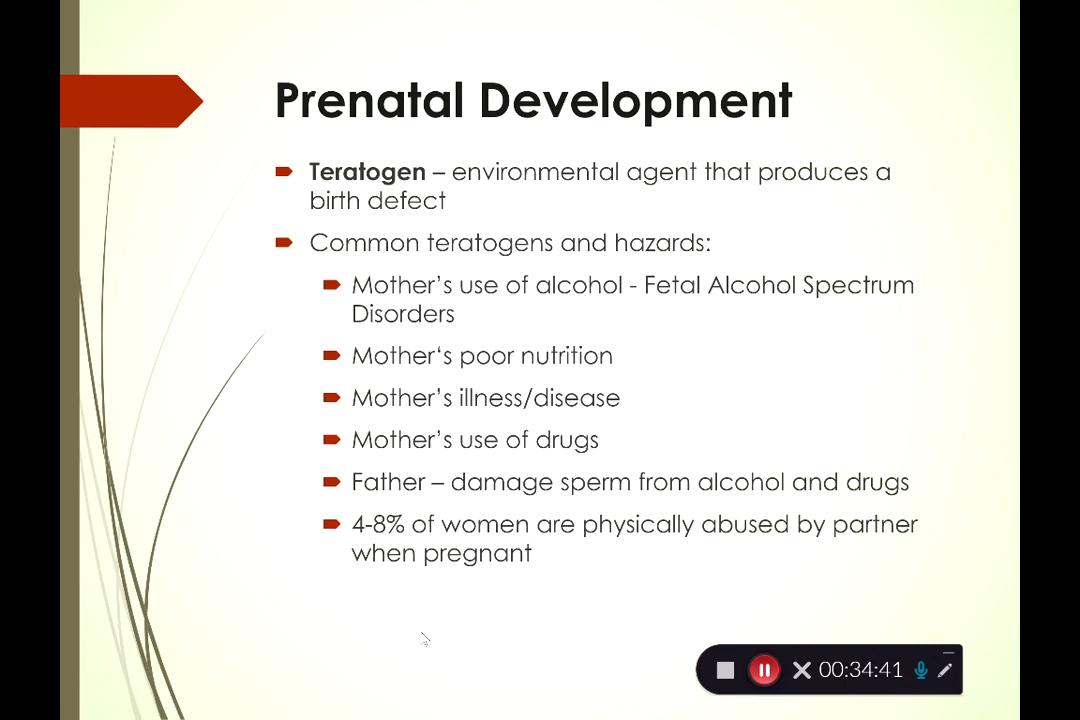 Prenatal Development
Teratogen – environmental agent that produces a
birth defect
Common teratogens and hazards:
Mother’s use of alcohol - Fetal Alcohol Spectrum
Disorders
Mother‘s poor nutrition
Mother’s illness/disease
Mother’s use of drugs
Father – damage sperm from alcohol and drugs
4-8% of women are physically abused by partner
when pregnant
00:34:41